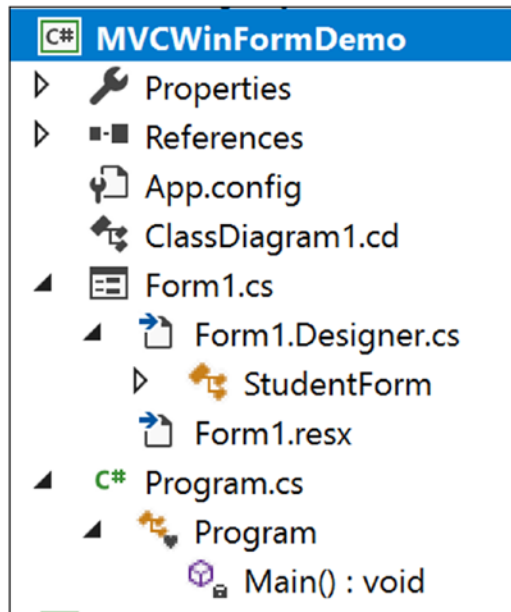 C# MVCWinFormDemo
Properties
References
App.config
ClassDiagram1.cd
Form1.cs
Form1.Designer.cs
StudentForm
Form1.resx
C# Program.cs
Program
Main() : void